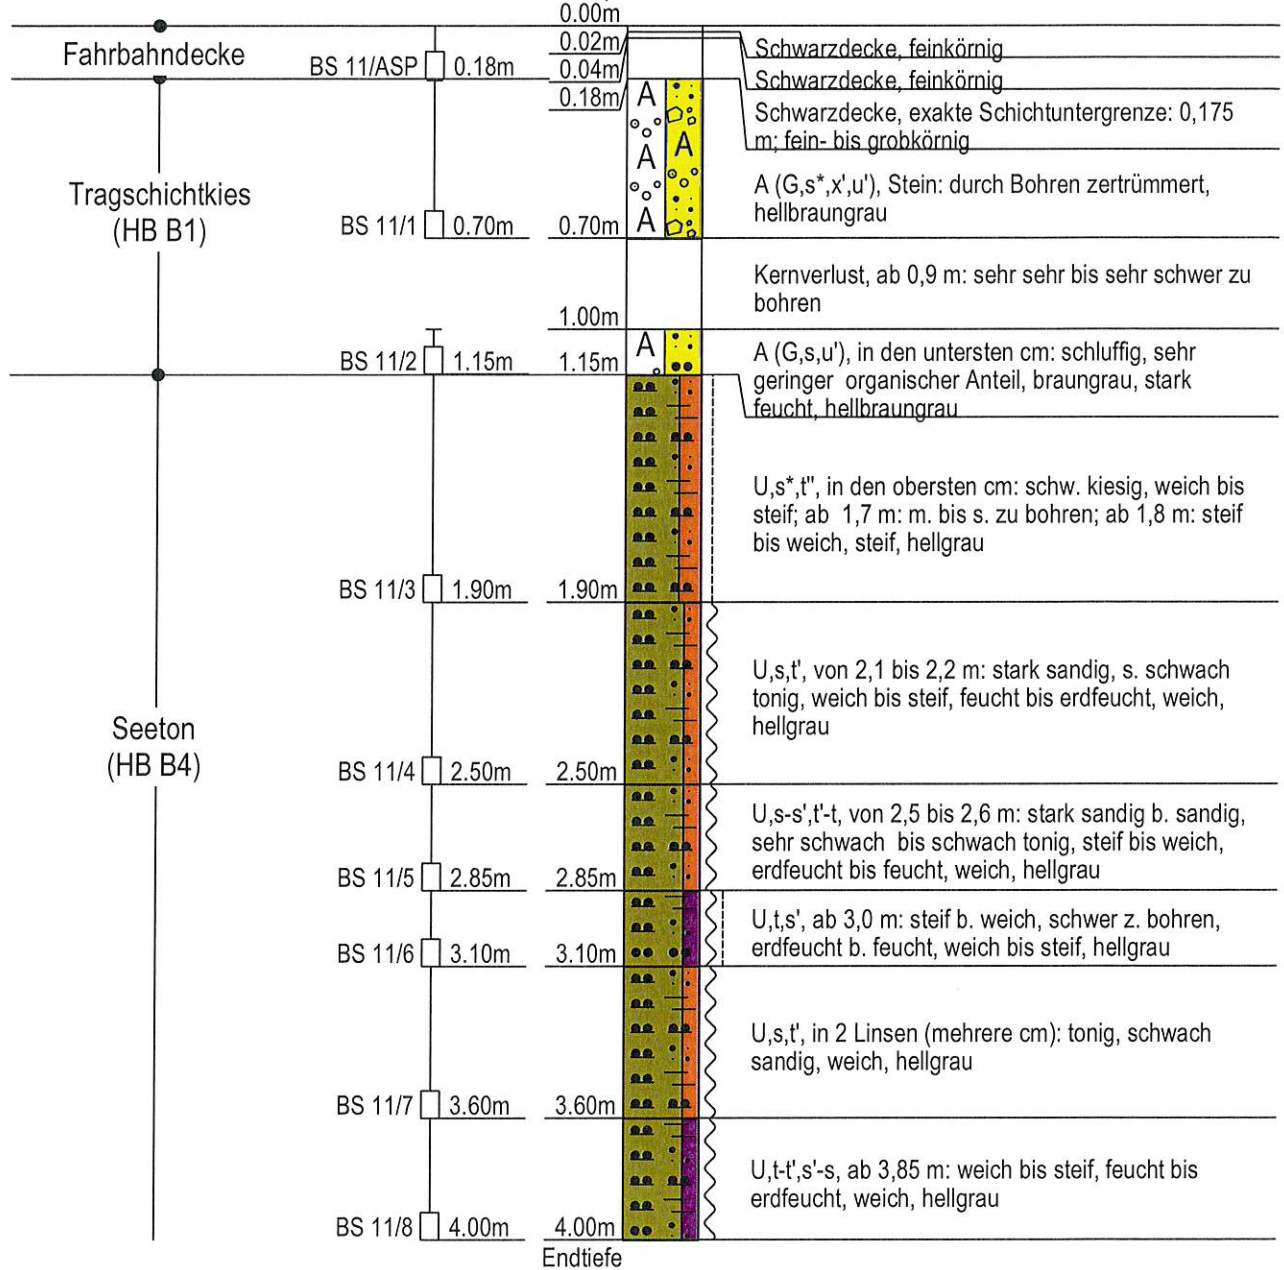 0.00m
Fahrbahndecke
BS 11/ASP 0.18m
0.02m
0.04m
0.18m
Schwarzdecke, feinkörnig
Schwarzdecke, feinkörnig
Schwarzdecke, exakte Schichtuntergrenze: 0,175
m; fein- bis grobkörnig
Tragschichtkies
(HB B1)
BS 11/1 0.70m 0.70m
A
A
A
A
A (G,s*,x',u'), Stein: durch Bohren zertrümmert,
hellbraungrau
Kernverlust, ab 0,9 m: sehr sehr bis sehr schwer zu
bohren
1.00m
BS 11/2 1.15m 1.15m
A
A (G,s,u'), in den untersten cm: schluffig, sehr
geringer organischer Anteil, braungrau, stark
feucht, hellbraungrau
U,s*,t", in den obersten cm: schw. kiesig, weich bis
steif; ab 1,7 m: m. bis s. zu bohren; ab 1,8 m: steif
bis weich, steif, hellgrau
BS 11/3 1.90m 1.90m
Seeton
(HB B4)
U,s,t', von 2,1 bis 2,2 m: stark sandig, s. schwach
tonig, weich bis steif, feucht bis erdfeucht, weich,
hellgrau
BS 11/4 2.50m 2.50m
U,s-s',t'-t, von 2,5 bis 2,6 m: stark sandig b. sandig,
sehr schwach bis schwach tonig, steif bis weich,
erdfeucht bis feucht, weich, hellgrau
BS 11/5 2.85m 2.85m
U,t,s', ab 3,0 m: steif b. weich, schwer z. bohren,
erdfeucht b. feucht, weich bis steif, hellgrau
BS 11/6 3.10m 3.10m
U,s,t', in 2 Linsen (mehrere cm): tonig, schwach
sandig, weich, hellgrau
BS 11/7 3.60m 3.60m
U,t-t',s'-s, ab 3,85 m: weich bis steif, feucht bis
erdfeucht, weich, hellgrau
BS 11/8 4.00m 4.00m
Endtiefe